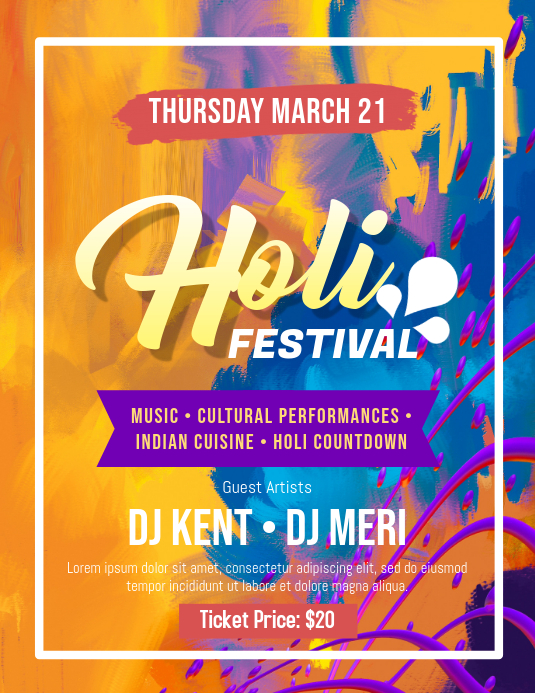 THURSDAY MARCH 21
Holi
FESTIVAL
MUSIC • CULTURAL PERFORMANCES •
INDIAN CUISINE • HOLI COUNTDOWN
Guest Artists
DJ KENT • DJ MERI
Lorem ipsum dolor sit amet, consectetur adipiscing elit, sed do eiusmod
tempor incididunt ut labore et dolore magna aliqua.
Ticket Price: $20